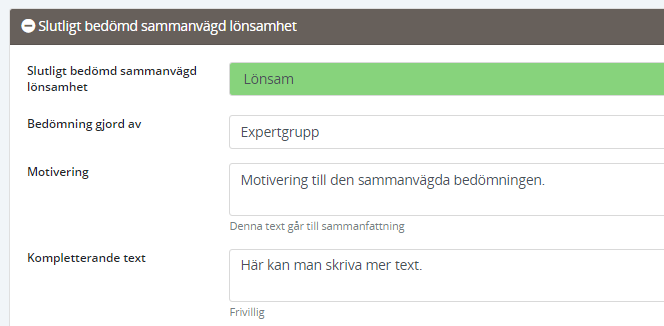 Slutligt bedömd sammanvägd lönsamhet
Slutligt bedömd sammanvägd
lönsamhet
Lönsam
Bedömning gjord av
Expertgrupp
Motivering
Motivering till den sammanvägda bedömningen.
Denna text går till sammanfattning
Kompletterande text
Här kan man skriva mer text.
Frivillig